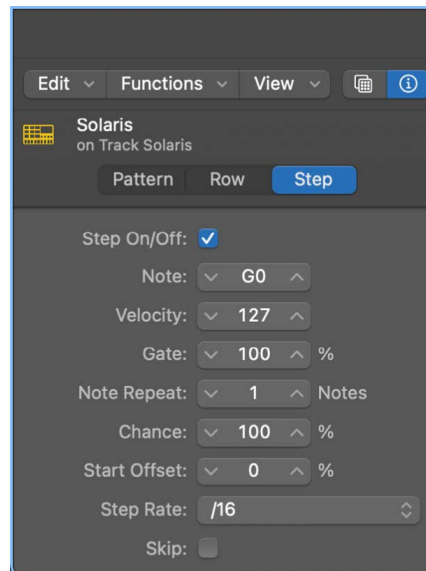 Edit Functions View
Solaris
on Track Solaris
Pattern Row Step
Step On/Off:
Note: G0
Velocity: 127
Gate: 100 %
Note Repeat: 1 Notes
Chance: 100 %
Start Offset: 0 %
Step Rate: /16
Skip: